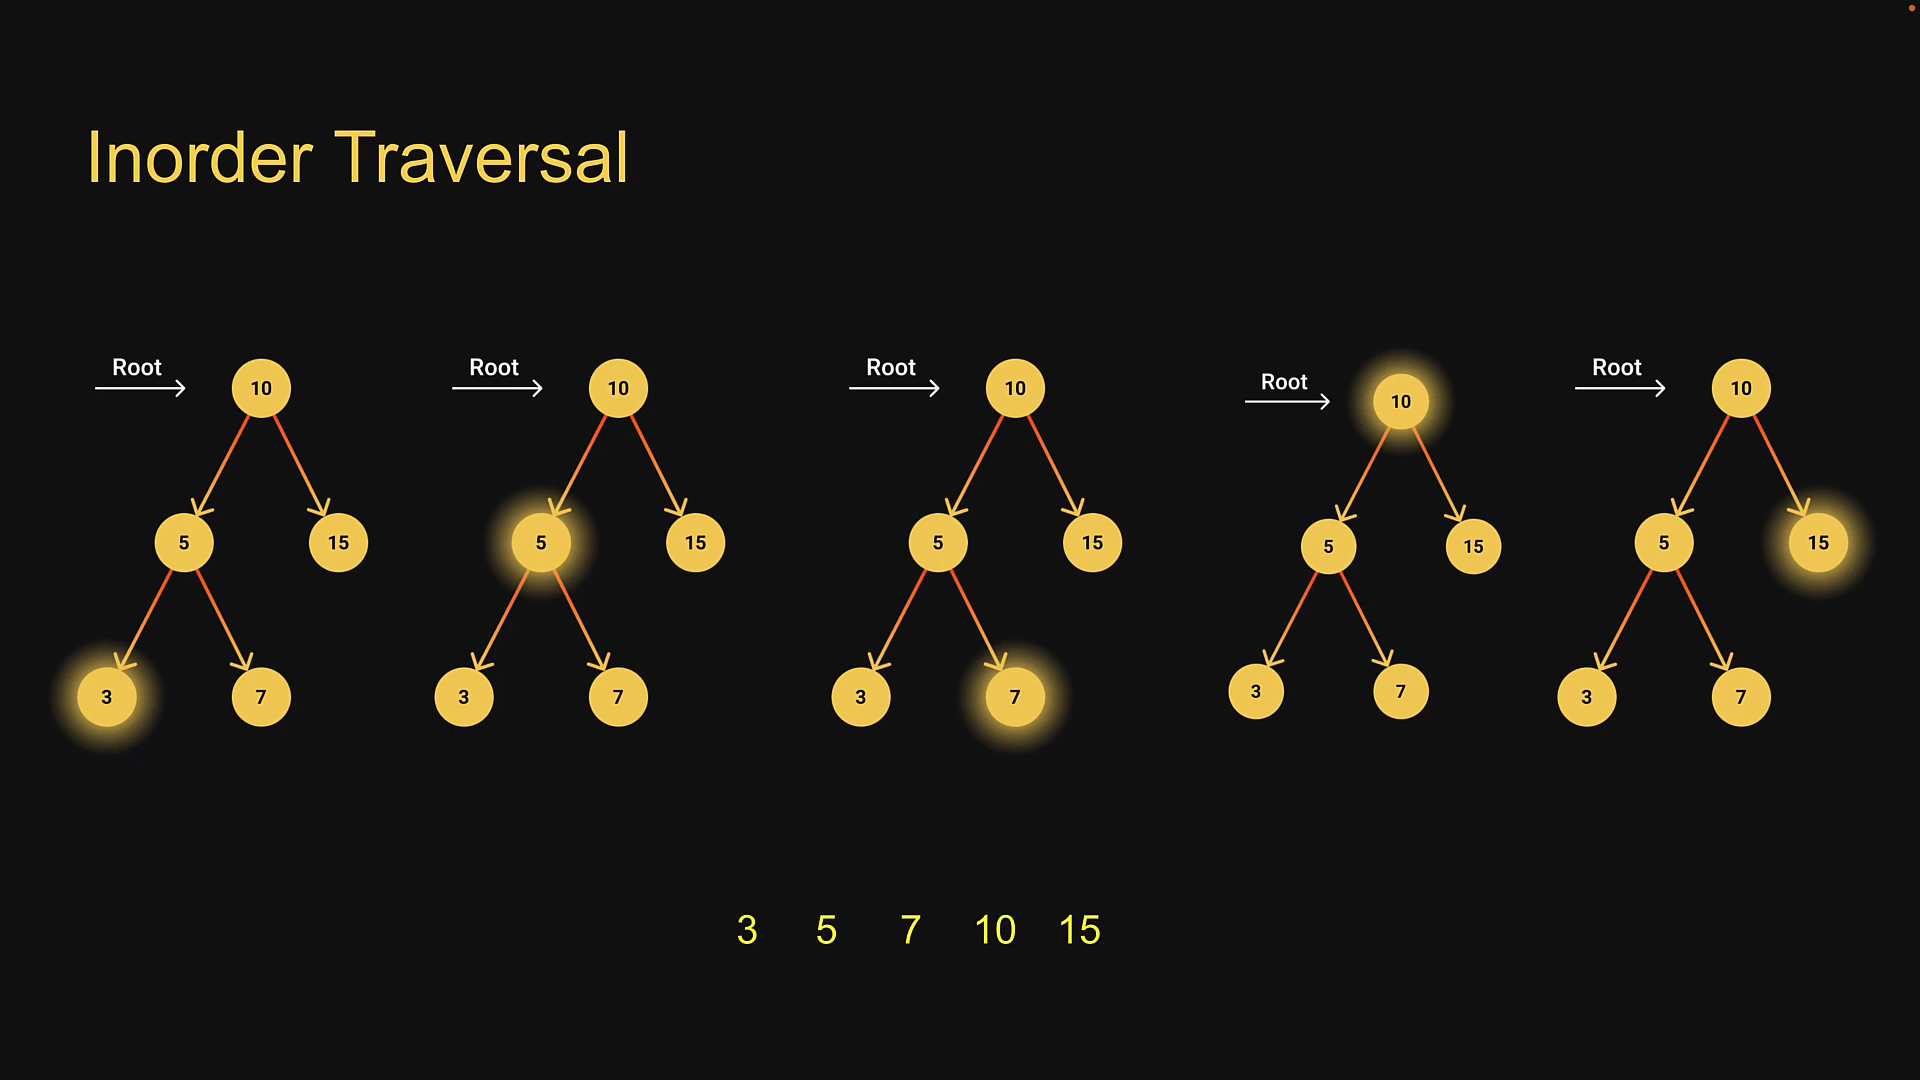 Inorder Traversal
Root Root Root Root Root
10 10 10 10 10
5 15 5 15 5 15 5 15 5 15
3 7 3 7 3 7 3 7 3 7
3 5 7 10 15